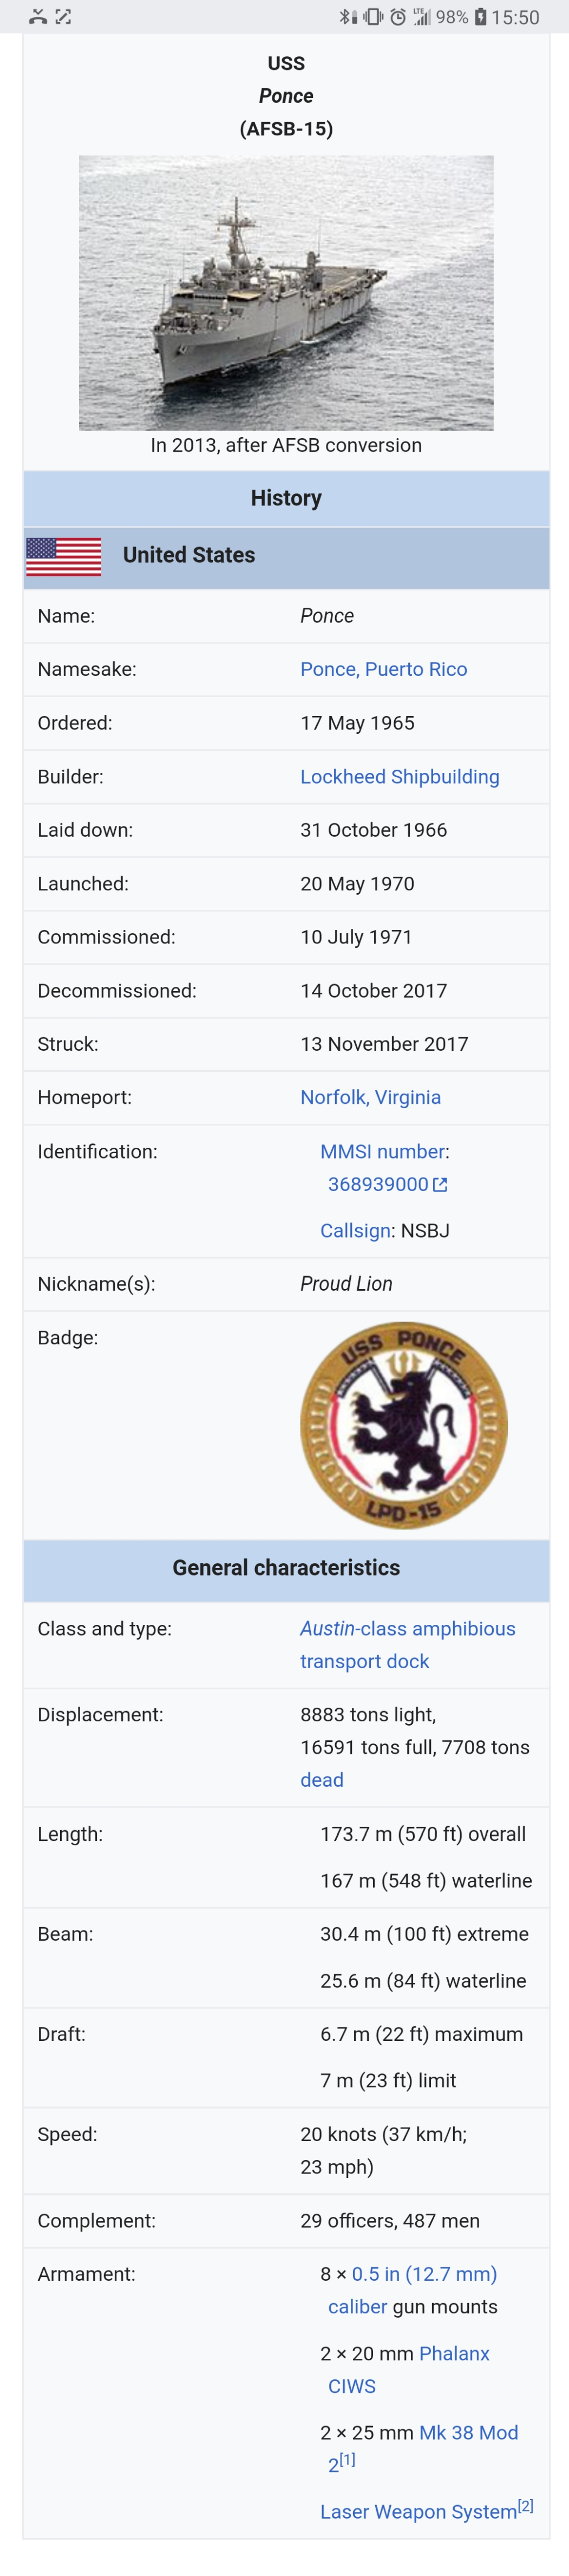 98% 15:50
USS
Ponce
(AFSB-15)
In 2013, after AFSB conversion
History
United States
Name: Ponce
Namesake: Ponce, Puerto Rico
Ordered: 17 May 1965
Builder: Lockheed Shipbuilding
Laid down: 31 October 1966
Launched: 20 May 1970
Commissioned: 10 July 1971
Decommissioned: 14 October 2017
Struck: 13 November 2017
Homeport: Norfolk, Virginia
Identification: MMSI number:
368939000
Callsign: NSBJ
Nickname(s): Proud Lion
Badge:
USS PONCE
LPD-15
General characteristics
Class and type: Austin-class amphibious
transport dock
Displacement: 8883 tons light,
16591 tons full, 7708 tons
dead
Length: 173.7 m (570 ft) overall
167 m (548 ft) waterline
Beam: 30.4 m (100 ft) extreme
25.6 m (84 ft) waterline
Draft: 6.7 m (22 ft) maximum
7 m (23 ft) limit
Speed: 20 knots (37 km/h;
23 mph)
Complement: 29 officers, 487 men
Armament: 8 × 0.5 in (12.7 mm)
caliber gun mounts
2 × 20 mm Phalanx
CIWS
2 × 25 mm Mk 38 Mod
2[1]
Laser Weapon System[2]